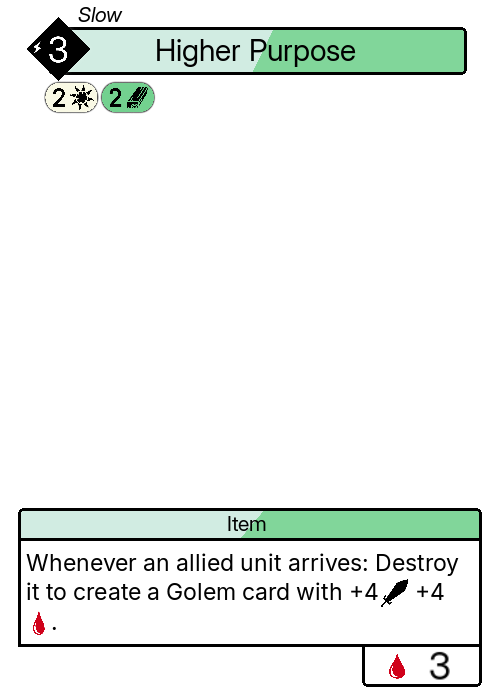 Slow
3
Higher Purpose
2
2
Item
Whenever an allied unit arrives: Destroy
it to create a Golem card with +4 +4
.
3